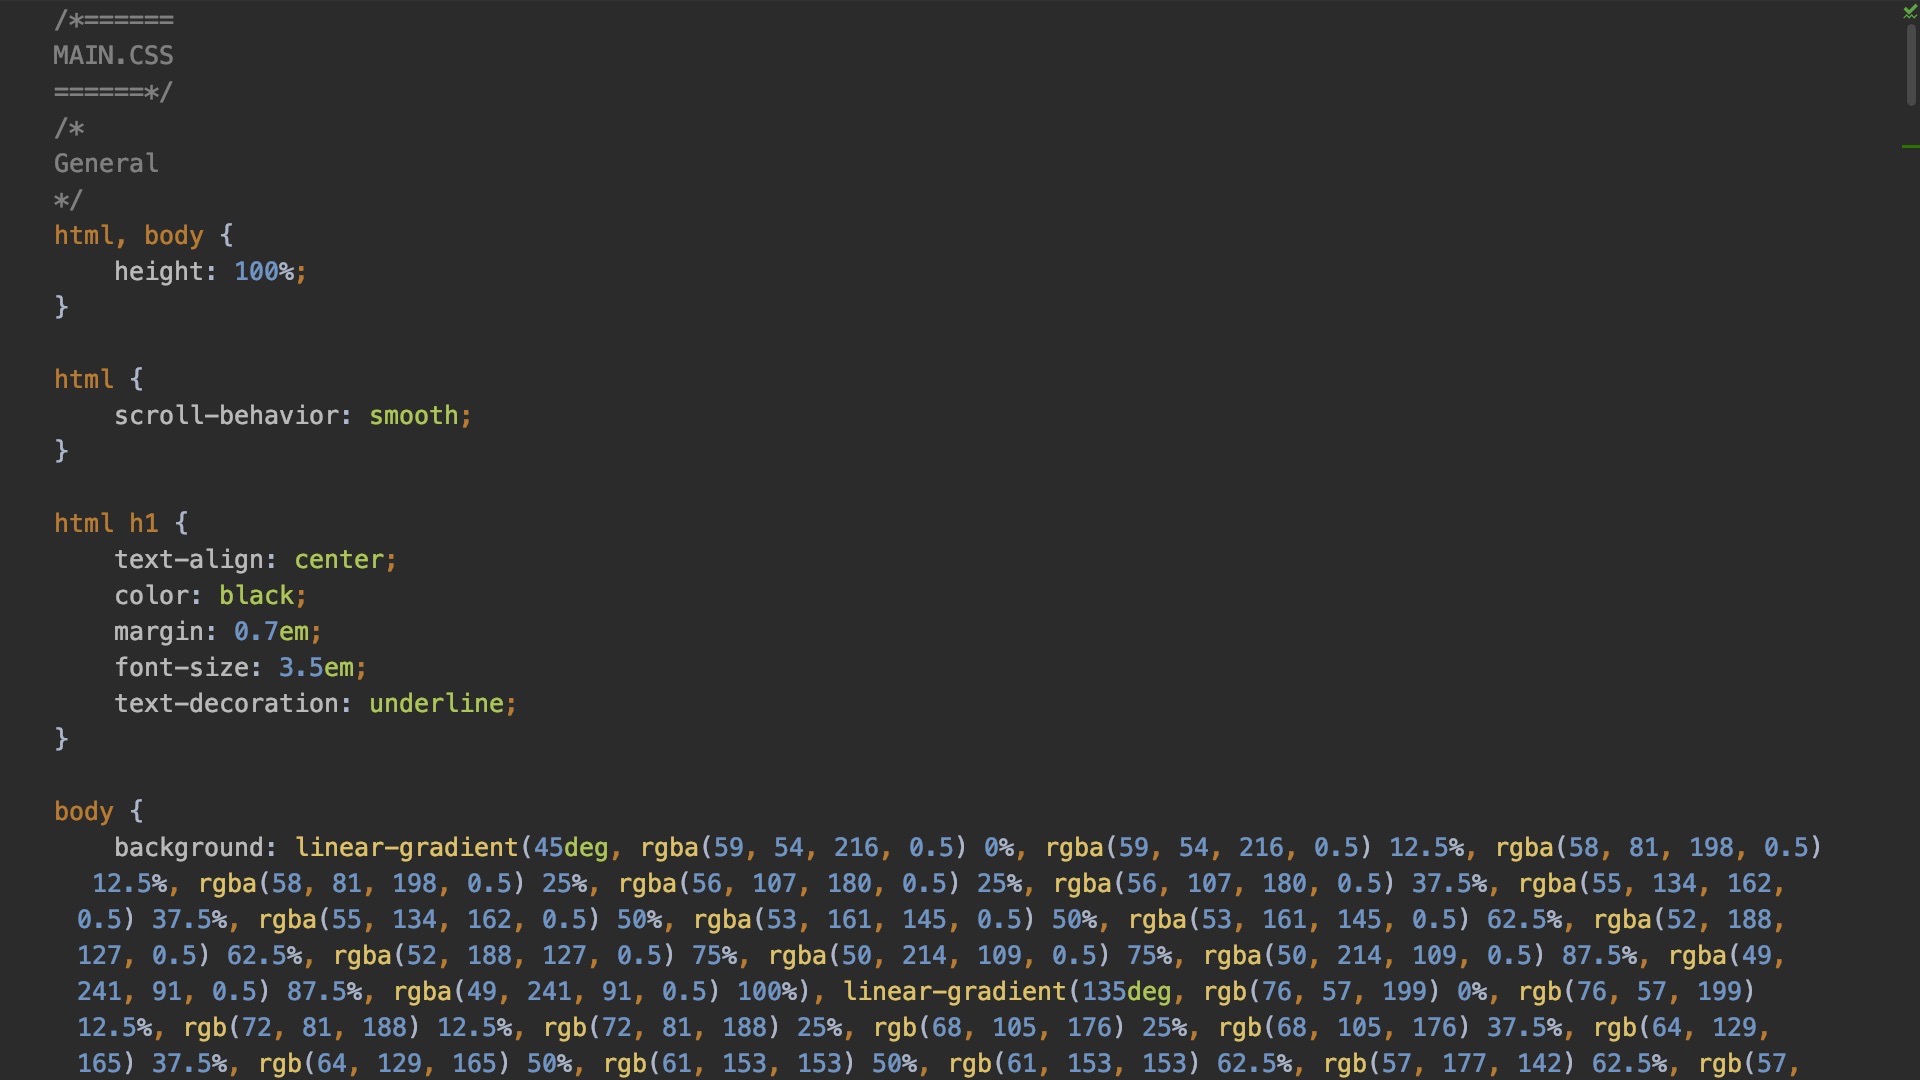 /*======
MAIN.CSS
======*/
/*
General
*/
html, body {
    height: 100%;
}

html {
    scroll-behavior: smooth;
}

html h1 {
    text-align: center;
    color: black;
    margin: 0.7em;
    font-size: 3.5em;
    text-decoration: underline;
}

body {
    background: linear-gradient(45deg, rgba(59, 54, 216, 0.5) 0%, rgba(59, 54, 216, 0.5) 12.5%, rgba(58, 81, 198, 0.5)
12.5%, rgba(58, 81, 198, 0.5) 25%, rgba(56, 107, 180, 0.5) 25%, rgba(56, 107, 180, 0.5) 37.5%, rgba(55, 134, 162,
0.5) 37.5%, rgba(55, 134, 162, 0.5) 50%, rgba(53, 161, 145, 0.5) 50%, rgba(53, 161, 145, 0.5) 62.5%, rgba(52, 188,
127, 0.5) 62.5%, rgba(52, 188, 127, 0.5) 75%, rgba(50, 214, 109, 0.5) 75%, rgba(50, 214, 109, 0.5) 87.5%, rgba(49,
241, 91, 0.5) 87.5%, rgba(49, 241, 91, 0.5) 100%), linear-gradient(135deg, rgb(76, 57, 199) 0%, rgb(76, 57, 199)
12.5%, rgb(72, 81, 188) 12.5%, rgb(72, 81, 188) 25%, rgb(68, 105, 176) 25%, rgb(68, 105, 176) 37.5%, rgb(64, 129,
165) 37.5%, rgb(64, 129, 165) 50%, rgb(61, 153, 153) 50%, rgb(61, 153, 153) 62.5%, rgb(57, 177, 142) 62.5%, rgb(57,